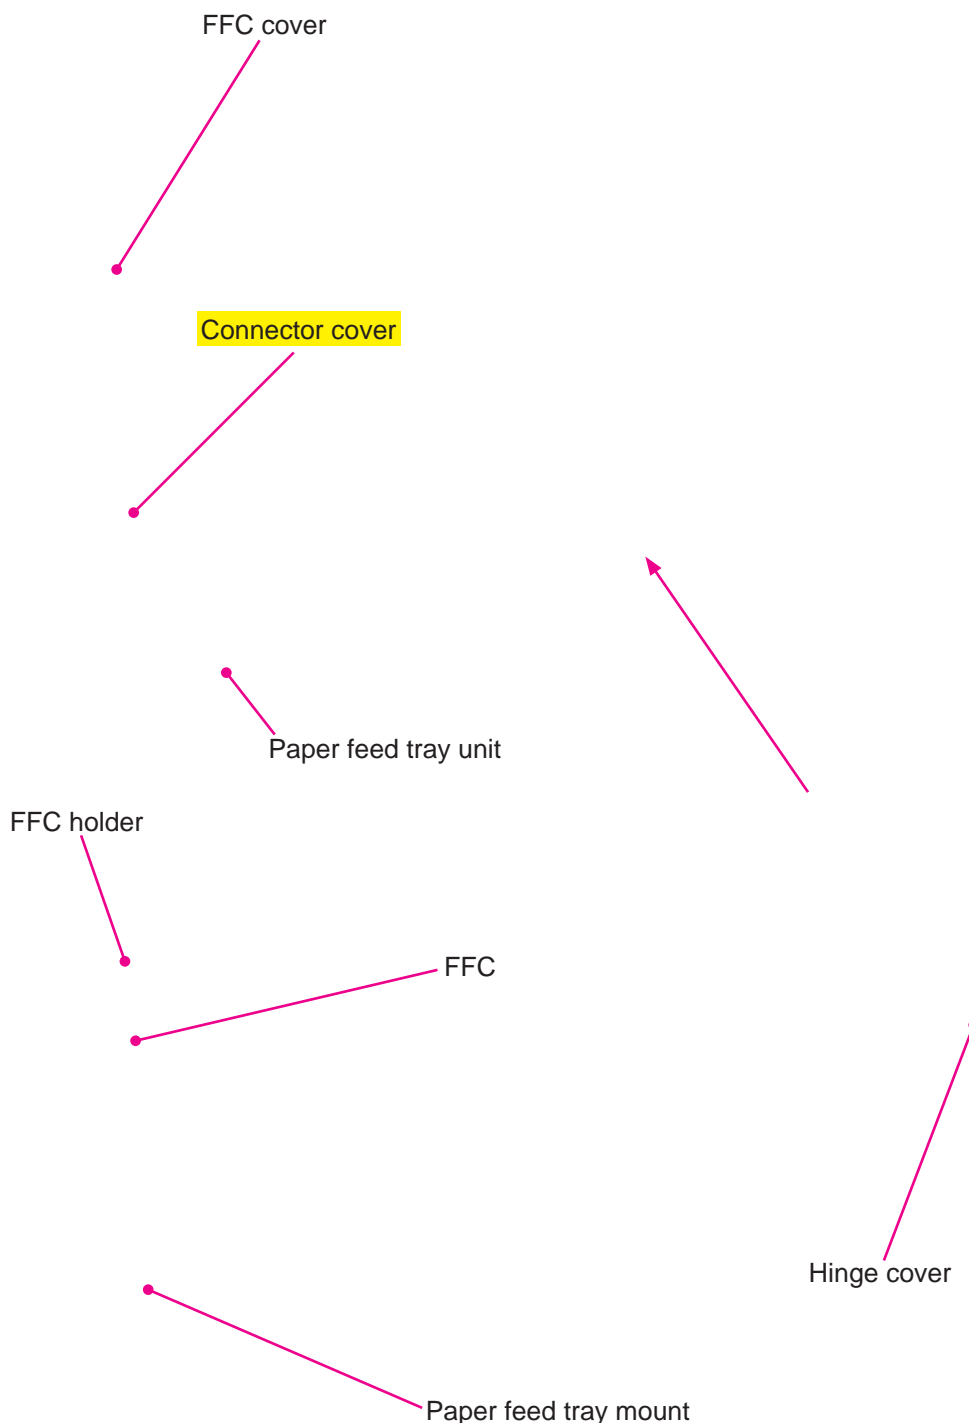 FFC cover
Connector cover
Paper feed tray unit
FFC holder
FFC
Hinge cover
Paper feed tray mount